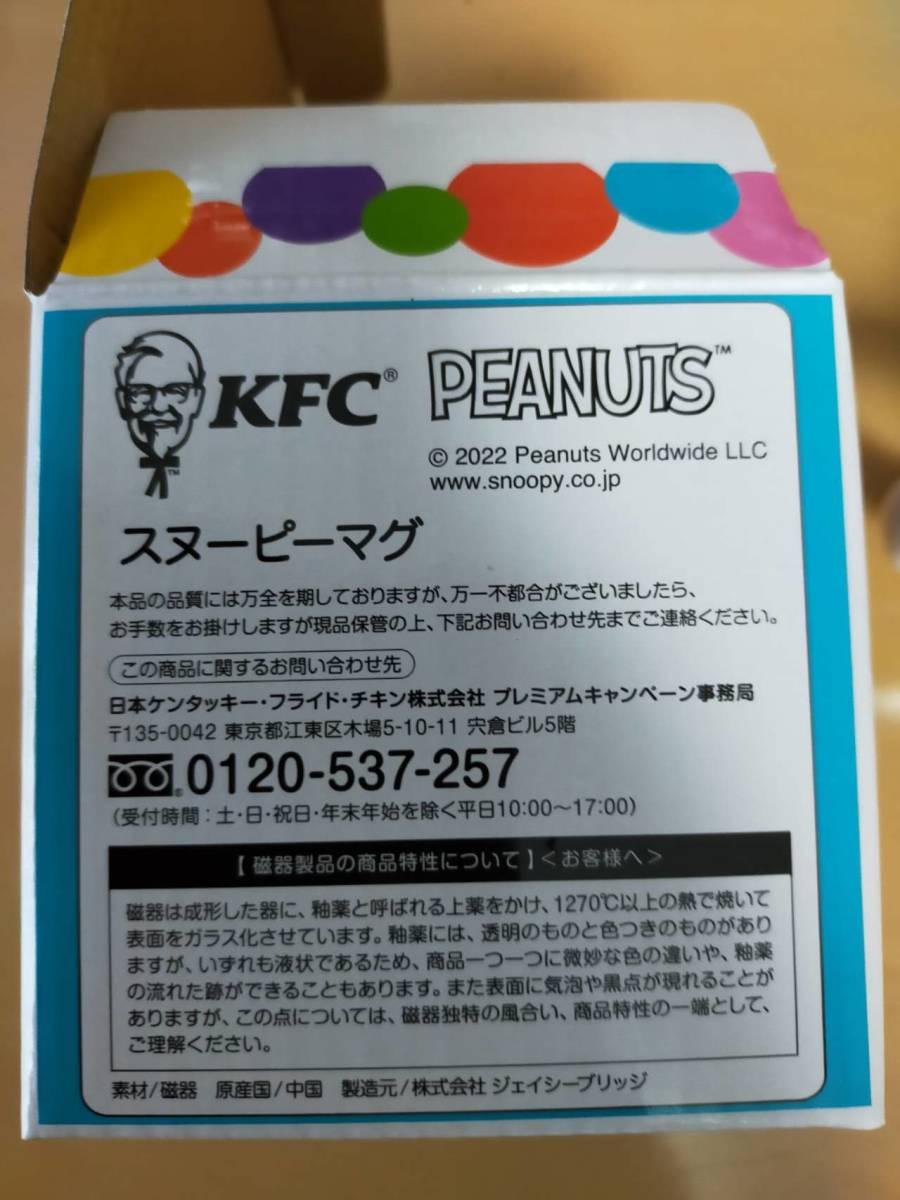 KFC® PEANUTS™
TM
© 2022 Peanuts Worldwide LLC
www.snoopy.co.jp
スヌーピーマグ
本品の品質には万全を期しておりますが、万一不都合がございましたら、
お手数をお掛けしますが現品保管の上、下記お問い合わせ先までご連絡ください。
この商品に関するお問い合わせ先
日本ケンタッキー・フライド・チキン株式会社 プレミアムキャンペーン事務局
〒135-0042 東京都江東区木場5-10-11 宍倉ビル5階
®0120-537-257
(受付時間:土・日・祝日・年末年始を除く平日10:00～17:00)
【磁器製品の商品特性について】<お客様へ>
磁器は成形した器に、釉薬と呼ばれる上薬をかけ、1270℃以上の熱で焼いて
表面をガラス化させています。釉薬には、透明のものと色つきのものがあり
ますが、いずれも液状であるため、商品一つ一つに微妙な色の違いや、釉薬
の流れた跡ができることもあります。また表面に気泡や黒点が現れることが
ありますが、この点については、磁器独特の風合い、商品特性の一端として、
ご理解ください。
素材/磁器 原産国/中国 製造元/株式会社 ジェイシーブリッジ